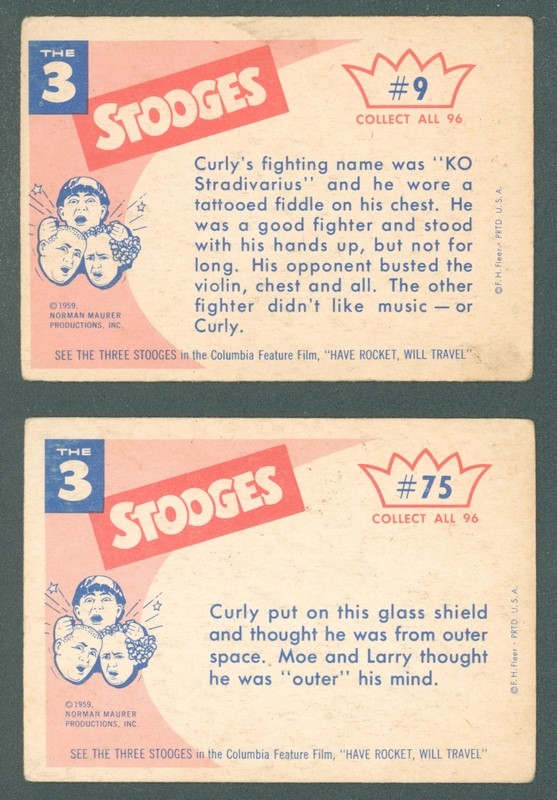 THE
3
STOOGES
#9
COLLECT ALL 96
Curly's fighting name was "KO
Stradivarius" and he wore a
tattooed fiddle on his chest. He
was a good fighter and stood
with his hands up, but not for
long. His opponent busted the
violin, chest and all. The other
fighter didn't like music — or
Curly.
©1959,
NORMAN MAURER
PRODUCTIONS, INC.
©F.H. Fleer - PRTD U.S.A.
SEE THE THREE STOOGES in the Columbia Feature Film, "HAVE ROCKET, WILL TRAVEL"
THE
3
STOOGES
#75
COLLECT ALL 96
Curly put on this glass shield
and thought he was from outer
space. Moe and Larry thought
he was "outer" his mind.
©1959,
NORMAN MAURER
PRODUCTIONS, INC.
©F.H. Fleer - PRTD U.S.A.
SEE THE THREE STOOGES in the Columbia Feature Film, "HAVE ROCKET, WILL TRAVEL"